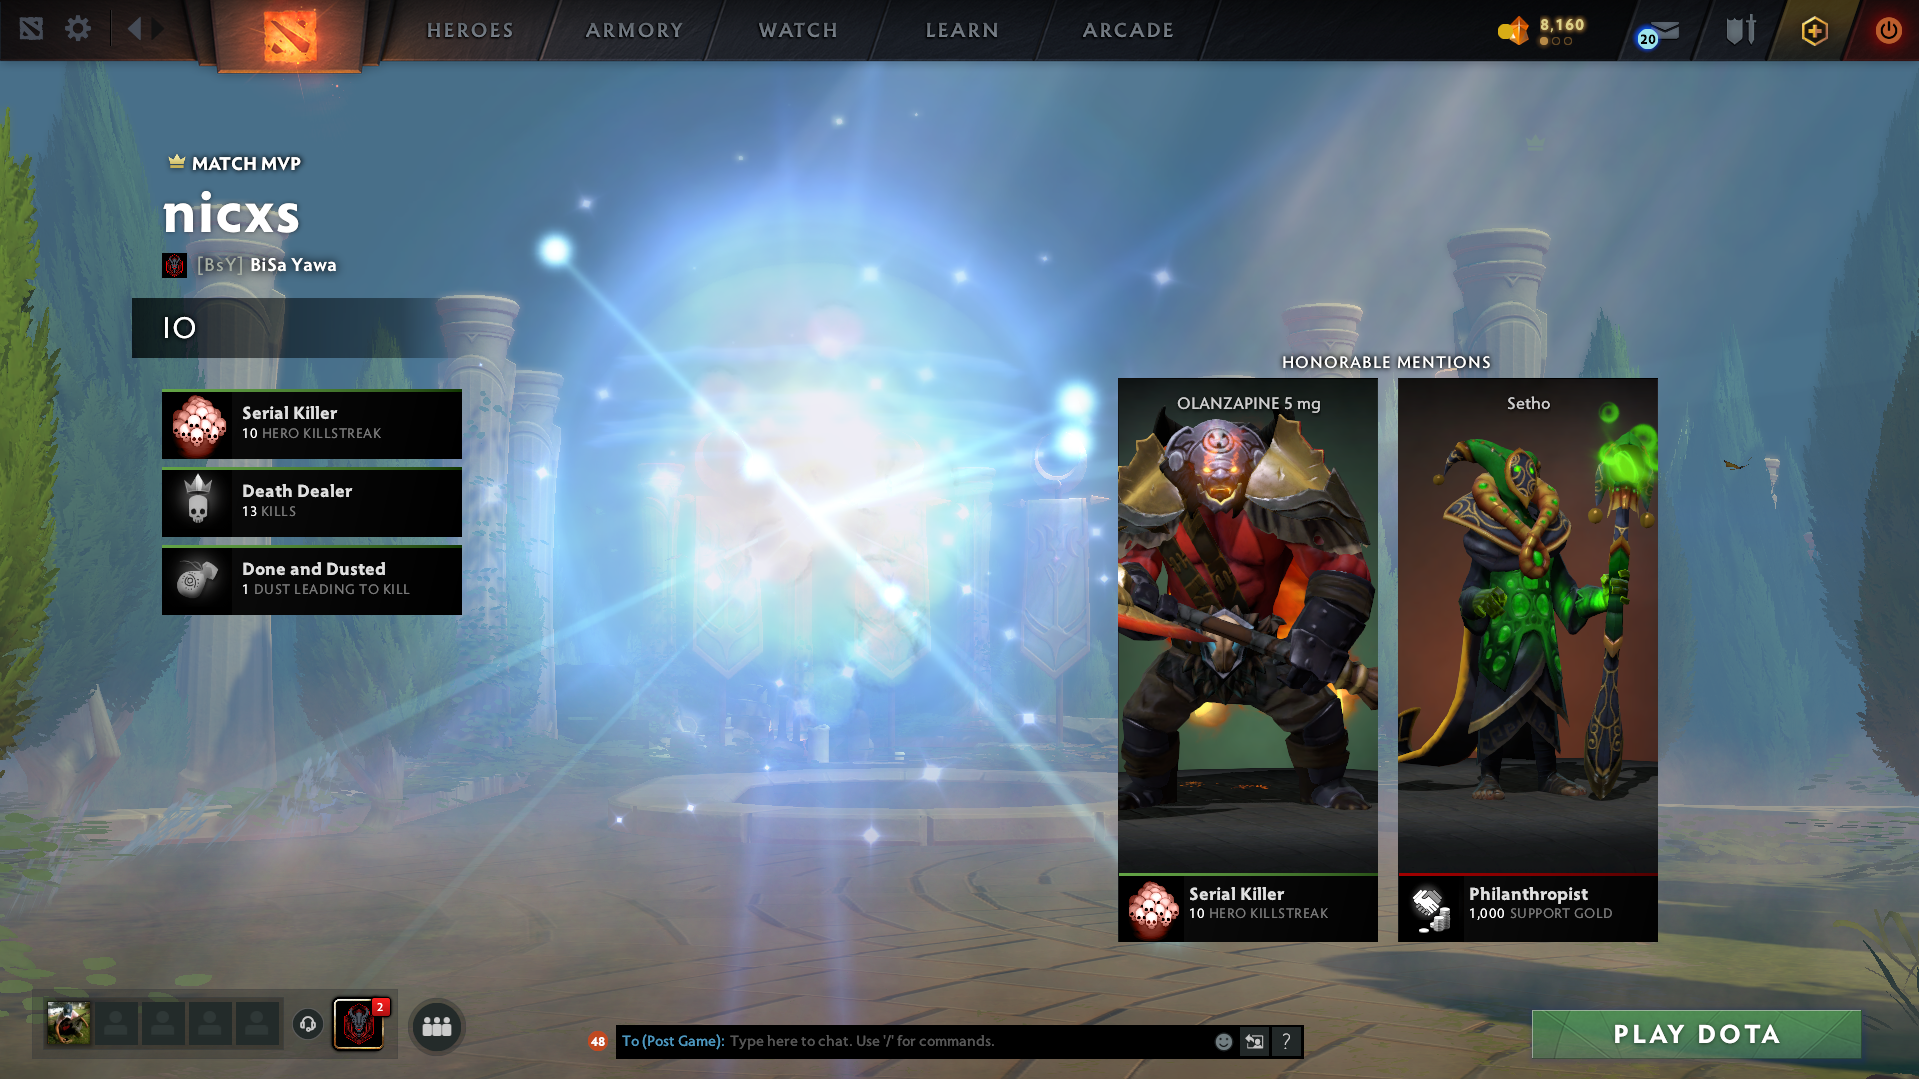 HEROES
ARMORY
WATCH
LEARN
ARCADE
8,160
20
MATCH MVP
nicxs
[BsY] BiSa Yawa
IO
Serial Killer
10 HERO KILLSTREAK
Death Dealer
13 KILLS
Done and Dusted
1 DUST LEADING TO KILL
HONORABLE MENTIONS
OLANZAPINE 5 mg
Serial Killer
10 HERO KILLSTREAK
Setho
Philanthropist
1,000 SUPPORT GOLD
2
48
To (Post Game): Type here to chat. Use '/' for commands.
?
PLAY DOTA